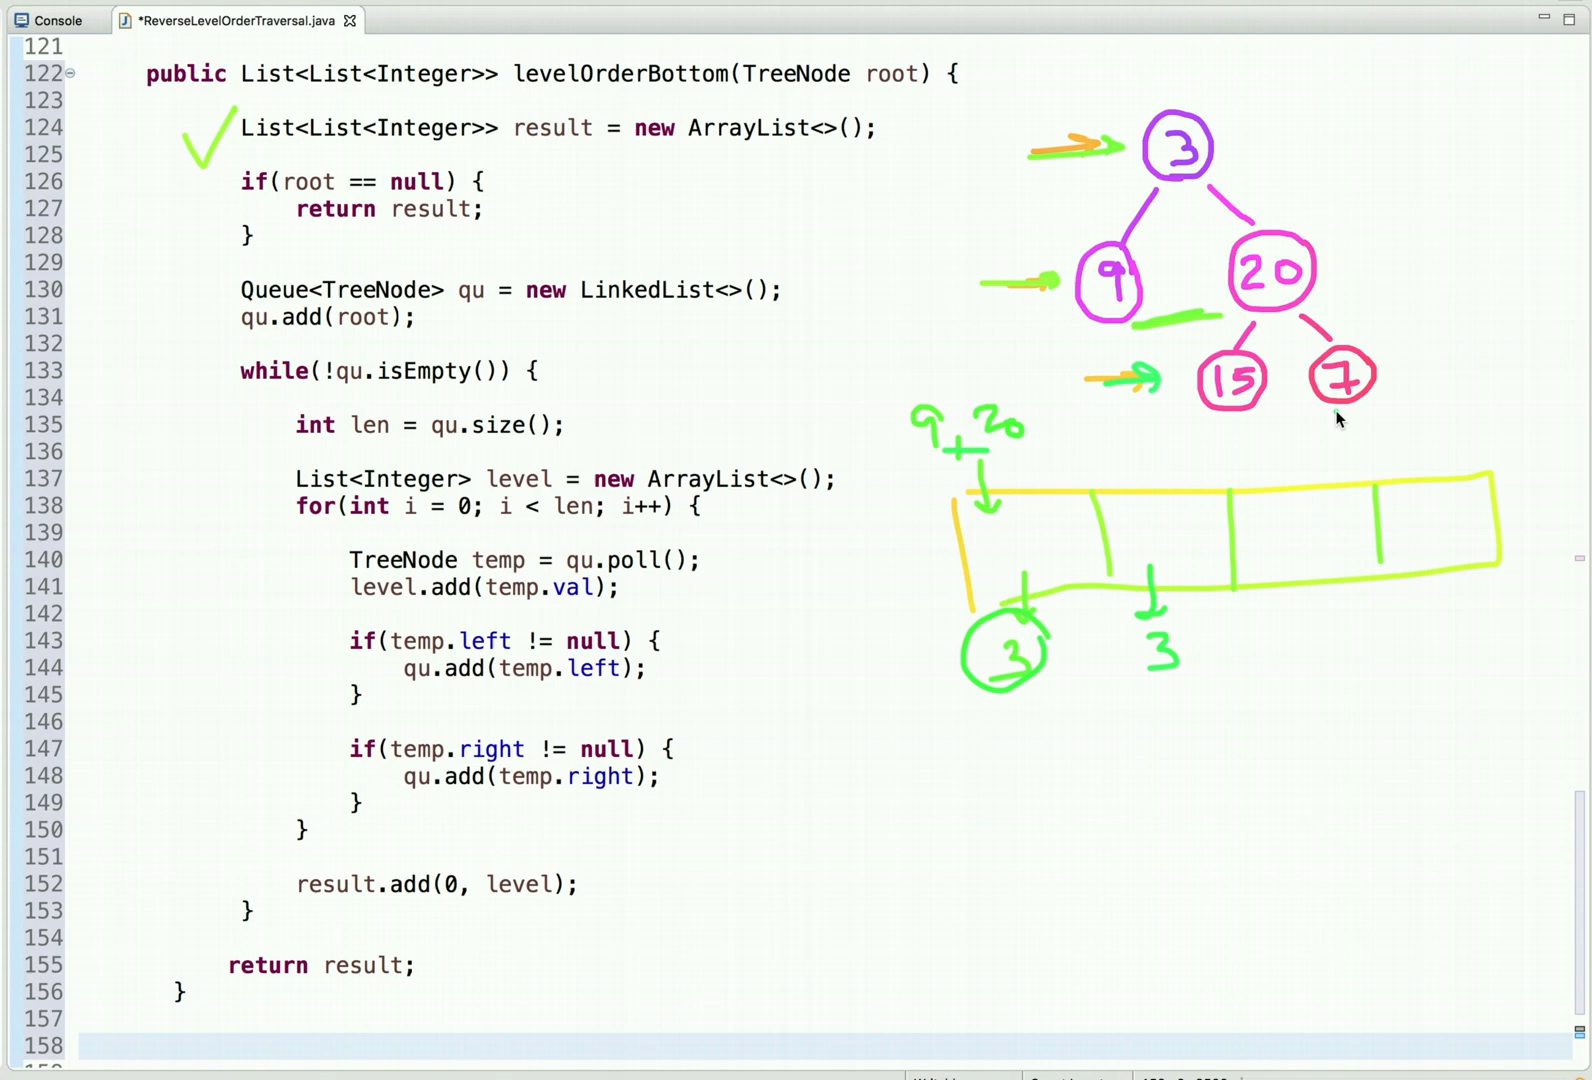 Console
*ReverseLevelOrderTraversal.java
121
122 public List<List<Integer>> levelOrderBottom(TreeNode root) {
123
124 List<List<Integer>> result = new ArrayList<>();
125
126 if(root == null) {
127 return result;
128 }
129
130 Queue<TreeNode> qu = new LinkedList<>();
131 qu.add(root);
132
133 while(!qu.isEmpty()) {
134
135 int len = qu.size();
136
137 List<Integer> level = new ArrayList<>();
138 for(int i = 0; i < len; i++) {
139
140 TreeNode temp = qu.poll();
141 level.add(temp.val);
142
143 if(temp.left != null) {
144 qu.add(temp.left);
145 }
146
147 if(temp.right != null) {
148 qu.add(temp.right);
149 }
150 }
151
152 result.add(0, level);
153 }
154
155 return result;
156 }
157
158
3
9 20
15 7
9 20
3 3